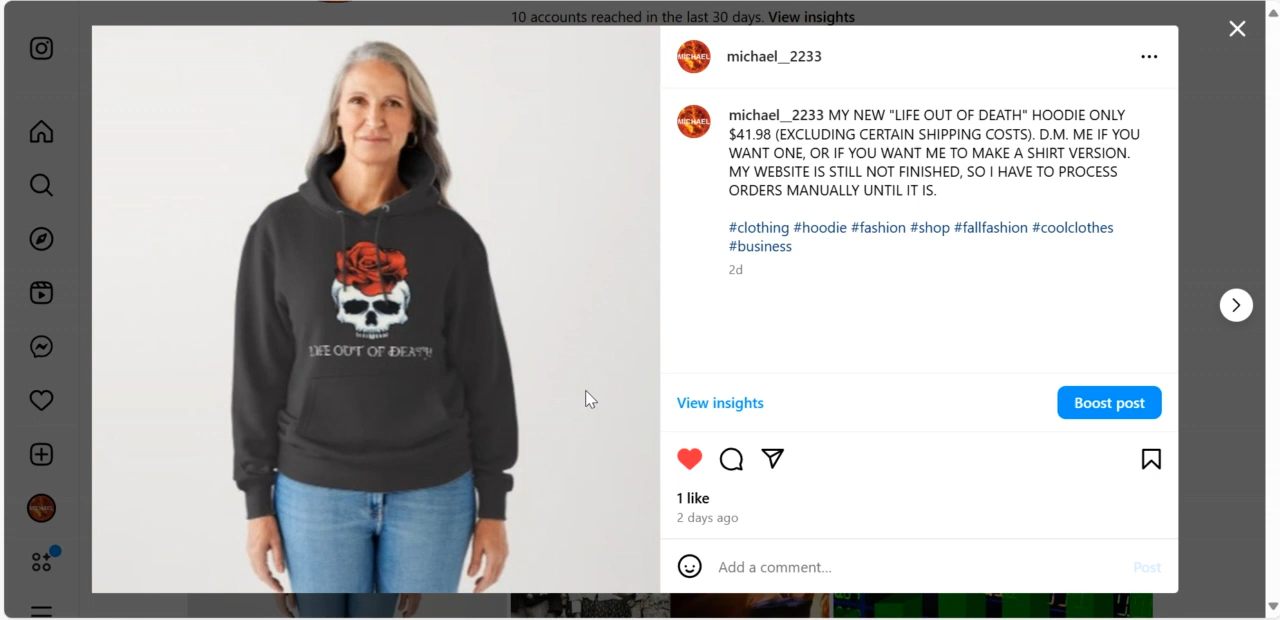 10 accounts reached in the last 30 days. View insights
michael__2233
MICHAEL
michael__2233 MY NEW "LIFE OUT OF DEATH" HOODIE ONLY
$41.98 (EXCLUDING CERTAIN SHIPPING COSTS). D.M. ME IF YOU
WANT ONE, OR IF YOU WANT ME TO MAKE A SHIRT VERSION.
MY WEBSITE IS STILL NOT FINISHED, SO I HAVE TO PROCESS
ORDERS MANUALLY UNTIL IT IS.
MICHAEL
#clothing #hoodie #fashion #shop #fallfashion #coolclothes
#business
2d
LIFE OUT OF DEATH
View insights
Boost post
1 like
2 days ago
Add a comment...
Post
MICHAEL